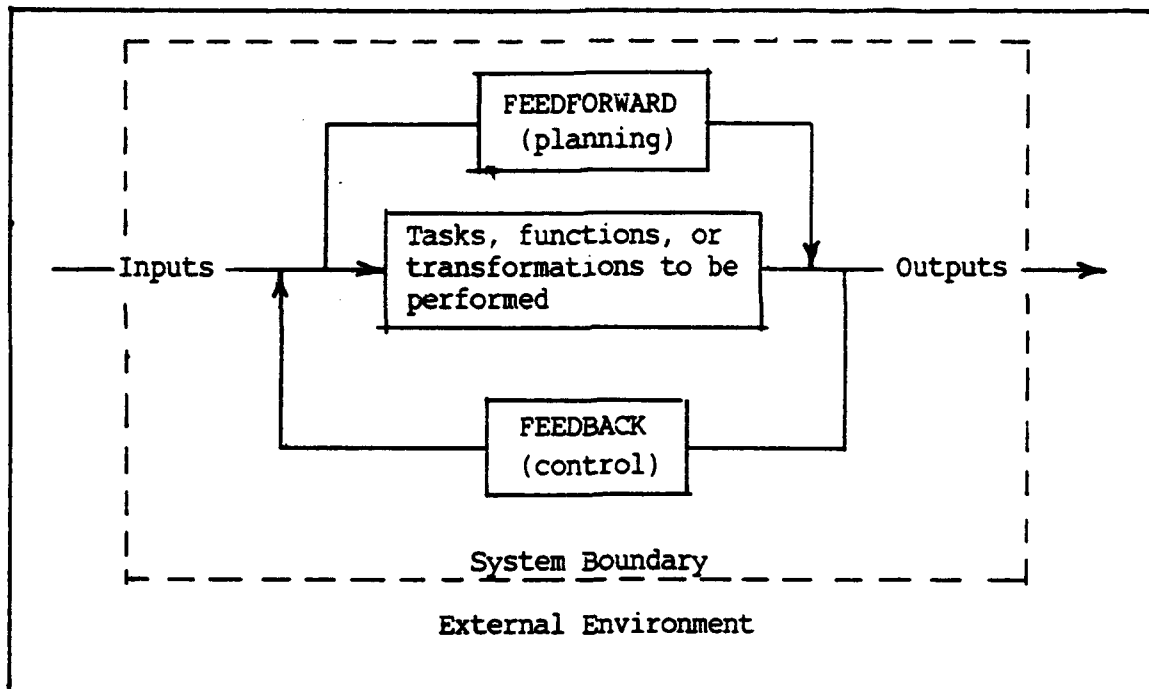 FEEDFORWARD
(planning)
Tasks, functions, or
transformations to be
performed
Inputs
Outputs
FEEDBACK
(control)
System Boundary
External Environment